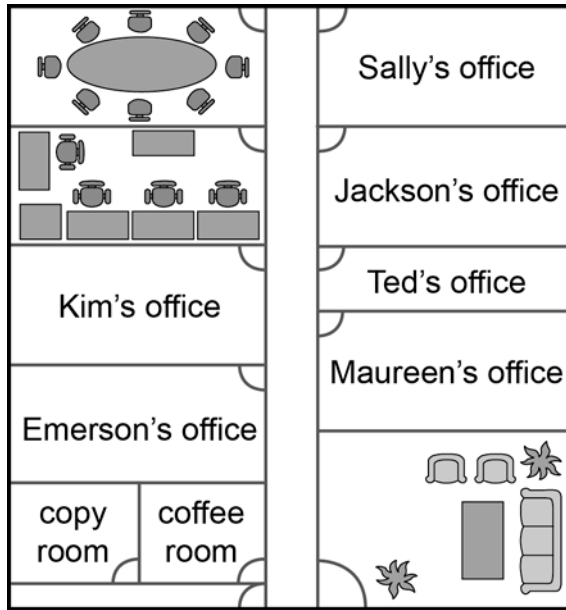 Sally's office
Jackson's office
Ted's office
Kim's office
Maureen's office
Emerson's office
copy
room
coffee
room